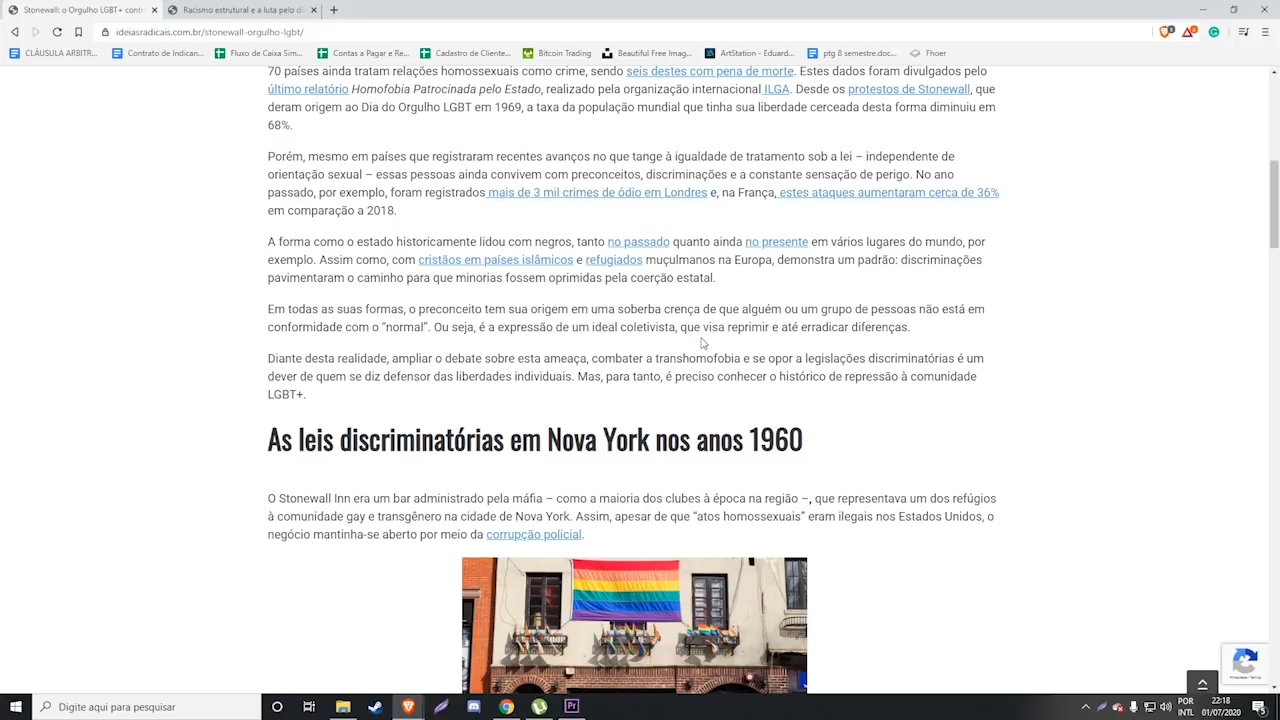 Stonewall: o Orgulho LGBT+ contr
Racismo estrutural e a luta pelo d
ideiasradicais.com.br/stonewall-orgulho-lgbt/
CLÁUSULA ARBITR...
Contrato de Indican...
Fluxo de Caixa Sim...
Contas a Pagar e Re...
Cadastro de Cliente...
Bitcoin Trading
Beautiful Free Imag...
ArtStation - Eduard...
ptg 8 semestre.doc...
Fhoer
70 países ainda tratam relações homossexuais como crime, sendo seis destes com pena de morte. Estes dados foram divulgados pelo
último relatório Homofobia Patrocinada pelo Estado, realizado pela organização internacional ILGA. Desde os protestos de Stonewall, que
deram origem ao Dia do Orgulho LGBT em 1969, a taxa da população mundial que tinha sua liberdade cerceada desta forma diminuiu em
68%.
Porém, mesmo em países que registraram recentes avanços no que tange à igualdade de tratamento sob a lei – independente de
orientação sexual – essas pessoas ainda convivem com preconceitos, discriminações e a constante sensação de perigo. No ano
passado, por exemplo, foram registrados mais de 3 mil crimes de ódio em Londres e, na França, estes ataques aumentaram cerca de 36%
em comparação a 2018.
A forma como o estado historicamente lidou com negros, tanto no passado quanto ainda no presente em vários lugares do mundo, por
exemplo. Assim como, com cristãos em países islâmicos e refugiados muçulmanos na Europa, demonstra um padrão: discriminações
pavimentaram o caminho para que minorias fossem oprimidas pela coerção estatal.
Em todas as suas formas, o preconceito tem sua origem em uma soberba crença de que alguém ou um grupo de pessoas não está em
conformidade com o “normal”. Ou seja, é a expressão de um ideal coletivista, que visa reprimir e até erradicar diferenças.
Diante desta realidade, ampliar o debate sobre esta ameaça, combater a transhomofobia e se opor a legislações discriminatórias é um
dever de quem se diz defensor das liberdades individuais. Mas, para tanto, é preciso conhecer o histórico de repressão à comunidade
LGBT+.
As leis discriminatórias em Nova York nos anos 1960
O Stonewall Inn era um bar administrado pela máfia – como a maioria dos clubes à época na região –, que representava um dos refúgios
à comunidade gay e transgênero na cidade de Nova York. Assim, apesar de que “atos homossexuais” eram ilegais nos Estados Unidos, o
negócio mantinha-se aberto por meio da corrupção policial.
Digite aqui para pesquisar
POR
INTL
22:18
01/07/2020